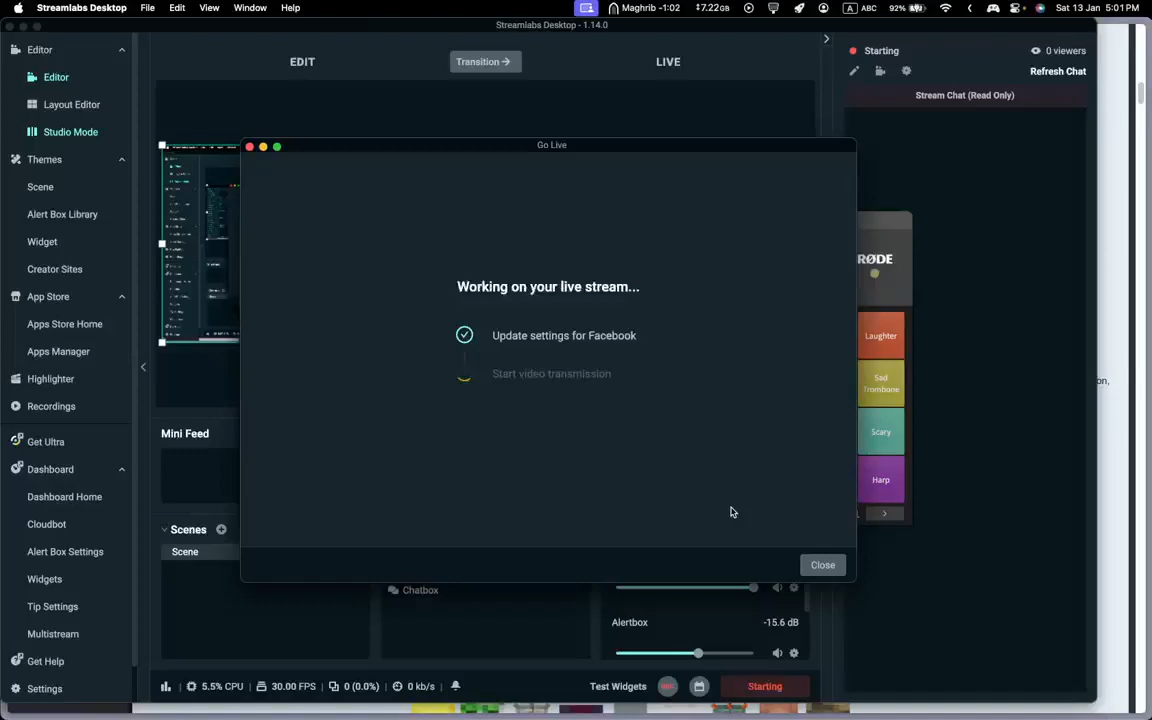 Streamlabs Desktop File Edit View Window Help
Maghrib -1:02
7.22GB
A ABC
92%
Sat 13 Jan 5:01 PM
Streamlabs Desktop - 1.14.0
Editor
Editor
Layout Editor
Studio Mode
Themes
Scene
Alert Box Library
Widget
Creator Sites
App Store
Apps Store Home
Apps Manager
Highlighter
Recordings
Get Ultra
Dashboard
Dashboard Home
Cloudbot
Alert Box Settings
Widgets
Tip Settings
Multistream
Get Help
Settings
EDIT
Transition
LIVE
Go Live
Working on your live stream...
Update settings for Facebook
Start video transmission
Close
Mini Feed
Scenes
Scene
Chatbox
Alertbox
-15.6 dB
5.5% CPU
30.00 FPS
0 (0.0%)
0 kb/s
Test Widgets
REC
Starting
Starting
0 viewers
Refresh Chat
Stream Chat (Read Only)
RØDE
Laughter
Sad
Trombone
Scary
Harp
on,